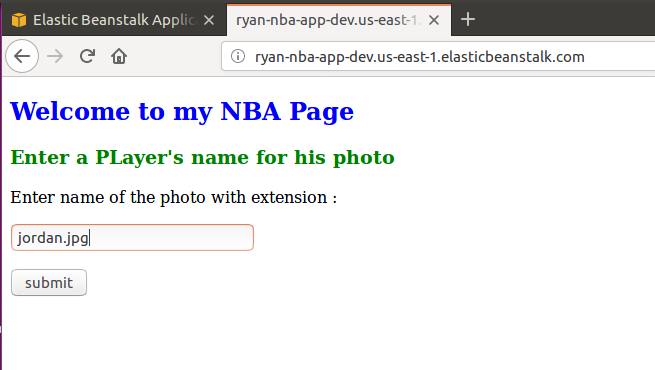 Elastic Beanstalk Applic
ryan-nba-app-dev.us-east-1.
ryan-nba-app-dev.us-east-1.elasticbeanstalk.com
Welcome to my NBA Page
Enter a PLayer's name for his photo
Enter name of the photo with extension :
jordan.jpg
submit